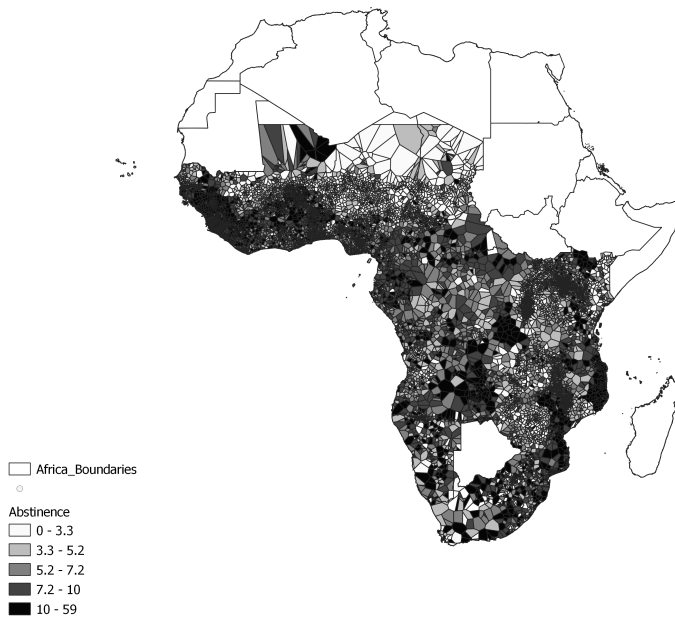 Africa_Boundaries
Abstinence
0 - 3.3
3.3 - 5.2
5.2 - 7.2
7.2 - 10
10 - 59